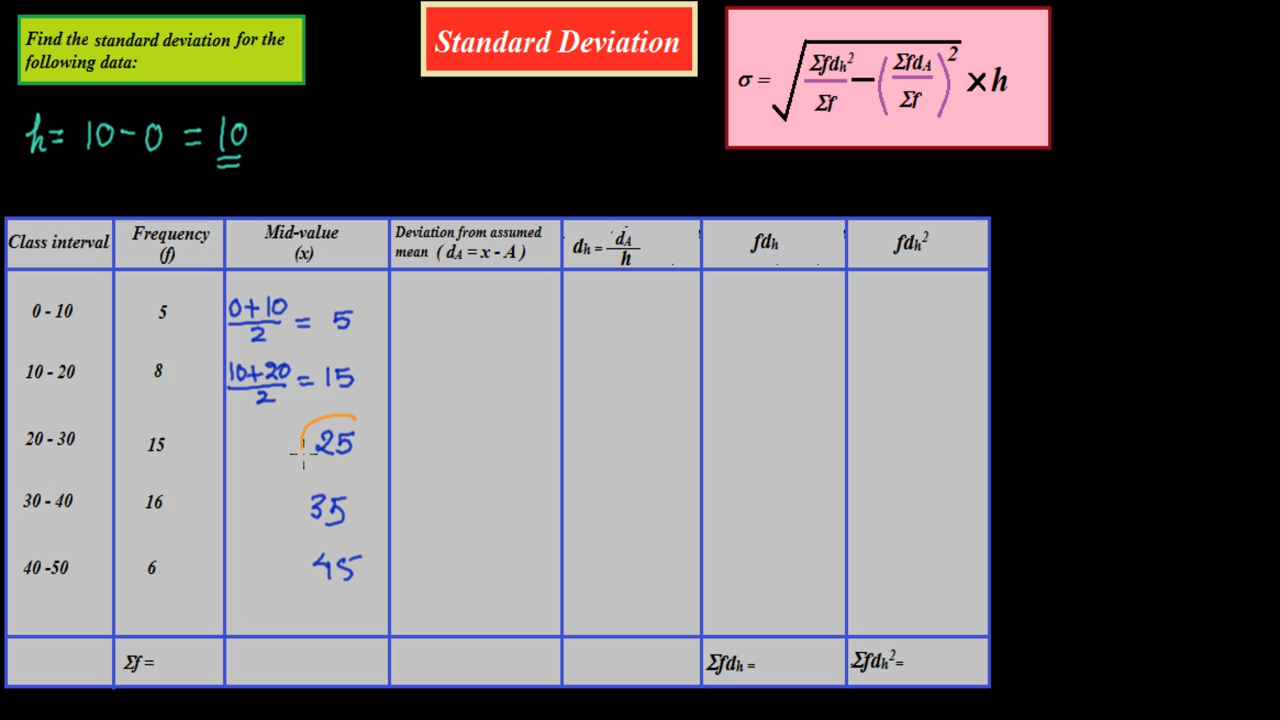 Find the standard deviation for the
following data:
Standard Deviation
σ = √ Σfdh² / Σf − ( ΣfdA / Σf )² × h
h = 10 - 0 = 10
Class interval
Frequency
(f)
Mid-value
(x)
Deviation from assumed
mean ( dA = x - A )
dh = dA / h
fdh
fdh²
0 - 10 5 0+10 / 2 = 5
10 - 20 8 10+20 / 2 = 15
20 - 30 15 25
30 - 40 16 35
40 -50 6 45
Σf =
Σfdh =
Σfdh² =